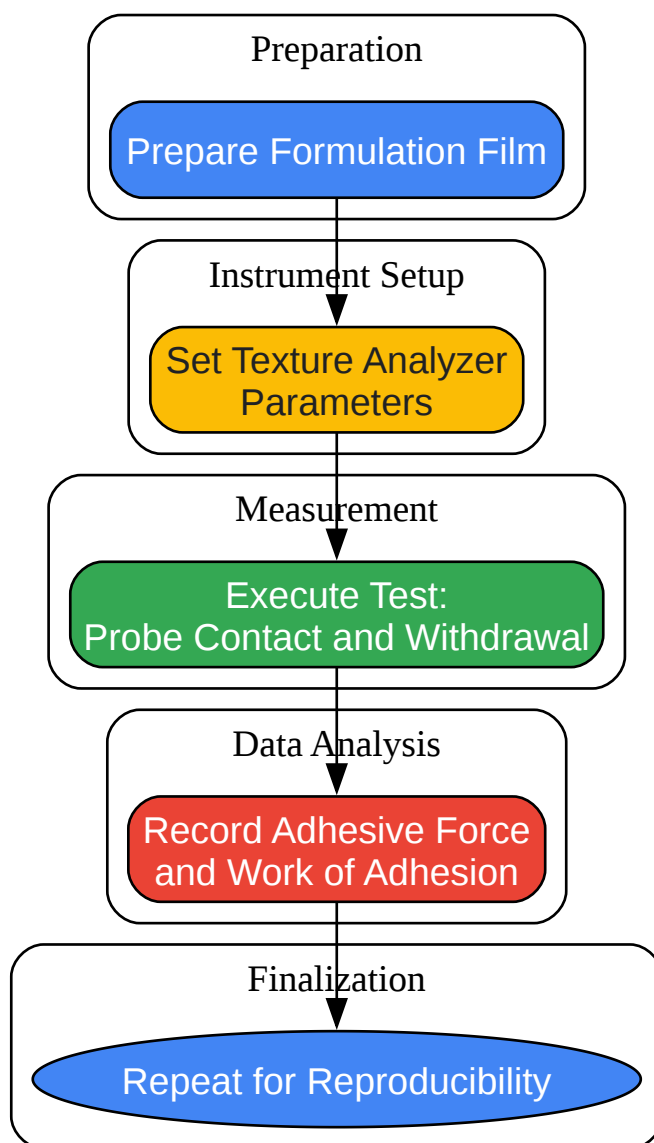 Preparation
Prepare Formulation Film
Instrument Setup
Set Texture Analyzer
Parameters
Measurement
Execute Test:
Probe Contact and Withdrawal
Data Analysis
Record Adhesive Force
and Work of Adhesion
Finalization
Repeat for Reproducibility